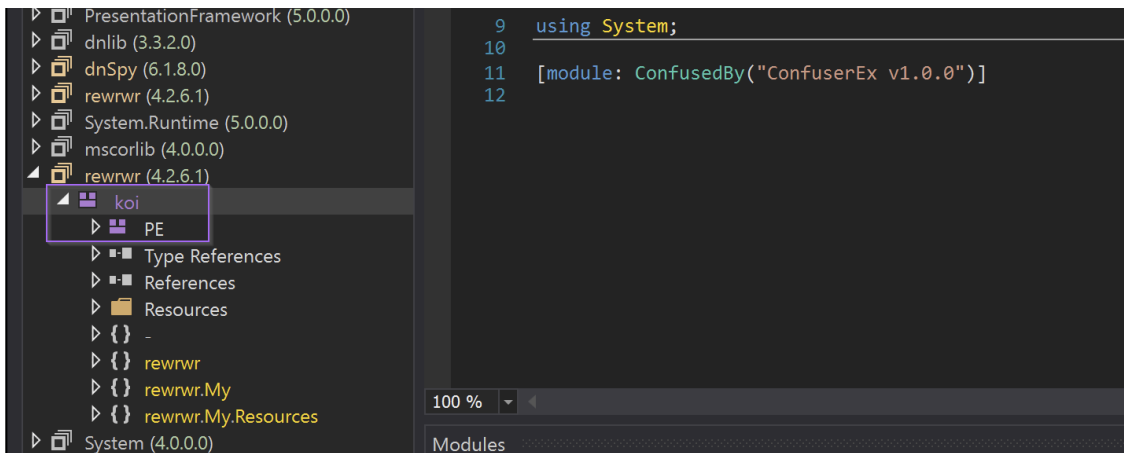 PresentationFramework (5.0.0.0)
dnlib (3.3.2.0)
dnSpy (6.1.8.0)
rewrwr (4.2.6.1)
System.Runtime (5.0.0.0)
mscorlib (4.0.0.0)
rewrwr (4.2.6.1)
koi
PE
Type References
References
Resources
{ } -
{ } rewrwr
{ } rewrwr.My
{ } rewrwr.My.Resources
System (4.0.0.0)
9 using System;
10
11 [module: ConfusedBy("ConfuserEx v1.0.0")]
12
100 %
Modules